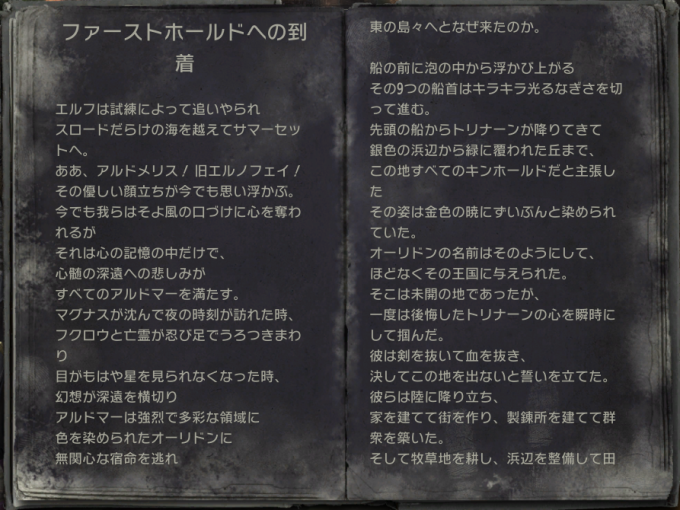 ファーストホールドへの到
着
エルフは試練によって追いやられ
スロードだらけの海を越えてサマーセッ
トへ。
ああ、アルドメリス！旧エルノフェイ！
その優しい顔立ちが今でも思い浮かぶ。
今でも我らはそよ風の口づけに心を奪わ
れるが
それは心の記憶の中だけで、
心髄の深遠への悲しみが
すべてのアルドマーを満たす。
マグナスが沈んで夜の時刻が訪れた時、
フクロウと亡霊が忍び足でうろつきまわ
り
目がもはや星を見られなくなった時、
幻想が深遠を横切り
アルドマーは強烈で多彩な領域に
色を染められたオーリドンに
無関心な宿命を逃れ
東の島々へとなぜ来たのか。
船の前に泡の中から浮かび上がる
その9つの船首はキラキラ光るなぎさを切
って進む。
先頭の船からトリナーンが降りてきて
銀色の浜辺から緑に覆われた丘まで、
この地すべてのキンホールドだと主張し
た
その姿は金色の暁にずいぶんと染められ
ていた。
オーリドンの名前はそのようにして、
ほどなくその王国に与えられた。
そこは未開の地であったが、
一度は後悔したトリナーンの心を瞬時に
して掴んだ。
彼は剣を抜いて血を抜き、
決してこの地を出ないと誓いを立てた。
彼らは陸に降り立ち、
家を建てて街を作り、製錬所を建てて群
衆を築いた。
そして牧草地を耕し、浜辺を整備して田